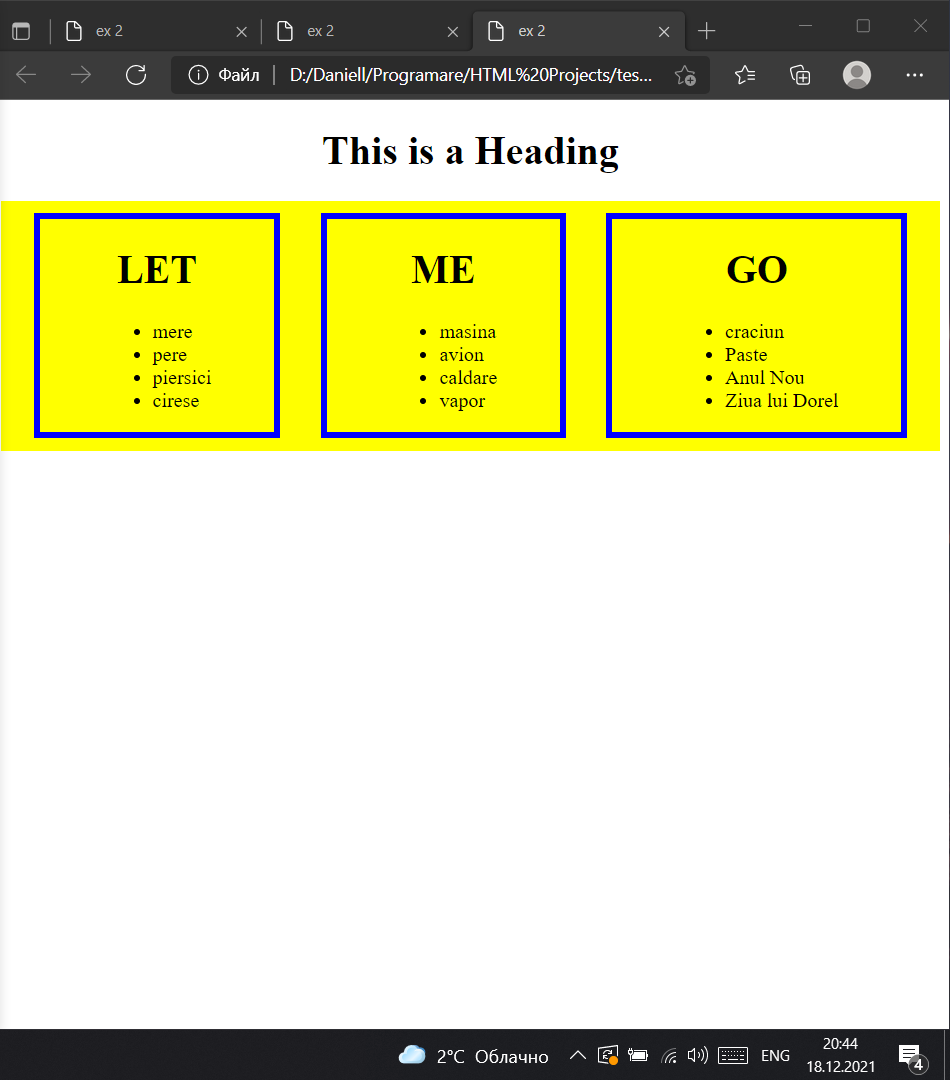 ex 2
ex 2
ex 2
Файл
D:/Daniell/Programare/HTML%20Projects/tes...
This is a Heading
LET
mere
pere
piersici
cirese
ME
masina
avion
caldare
vapor
GO
craciun
Paste
Anul Nou
Ziua lui Dorel
2°C Облачно
ENG
20:44
18.12.2021
4